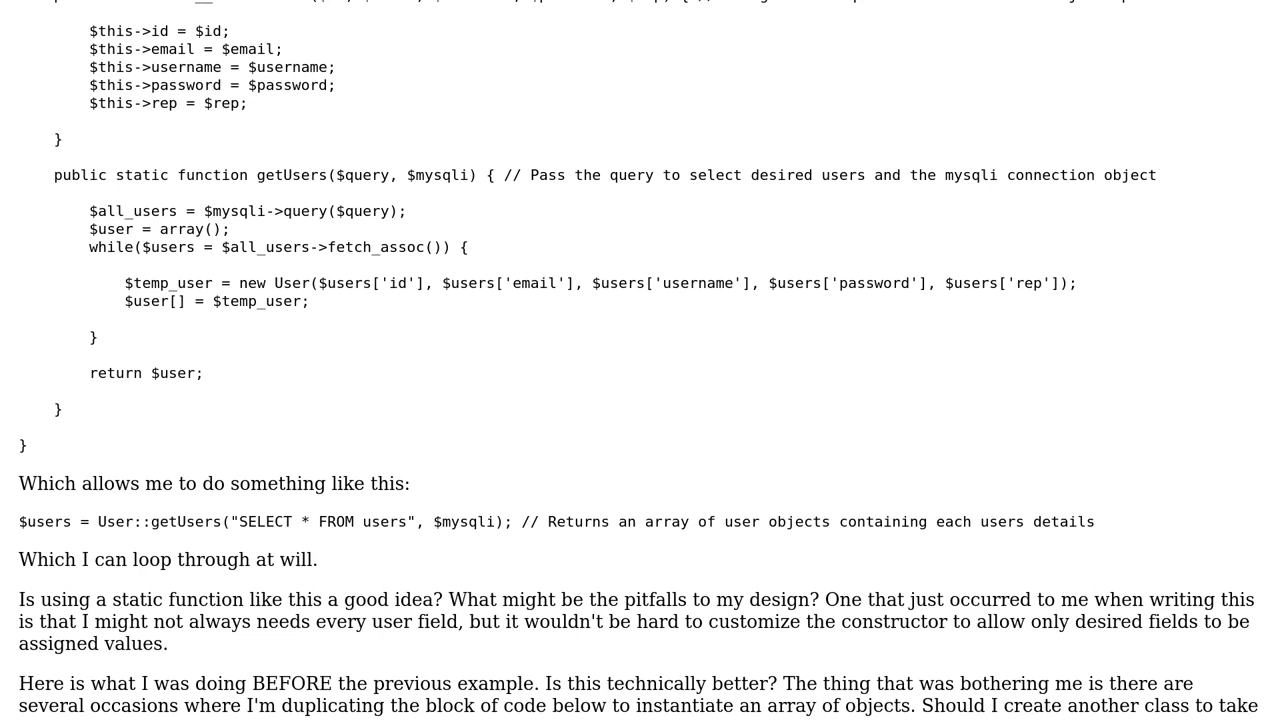 $this->id = $id;
$this->email = $email;
$this->username = $username;
$this->password = $password;
$this->rep = $rep;
}
public static function getUsers($query, $mysqli) { // Pass the query to select desired users and the mysqli connection object
$all_users = $mysqli->query($query);
$user = array();
while($users = $all_users->fetch_assoc()) {
$temp_user = new User($users['id'], $users['email'], $users['username'], $users['password'], $users['rep']);
$user[] = $temp_user;
}
return $user;
}
}
Which allows me to do something like this:
$users = User::getUsers("SELECT * FROM users", $mysqli); // Returns an array of user objects containing each users details
Which I can loop through at will.
Is using a static function like this a good idea? What might be the pitfalls to my design? One that just occurred to me when writing this
is that I might not always needs every user field, but it wouldn't be hard to customize the constructor to allow only desired fields to be
assigned values.
Here is what I was doing BEFORE the previous example. Is this technically better? The thing that was bothering me is there are
several occasions where I'm duplicating the block of code below to instantiate an array of objects. Should I create another class to take